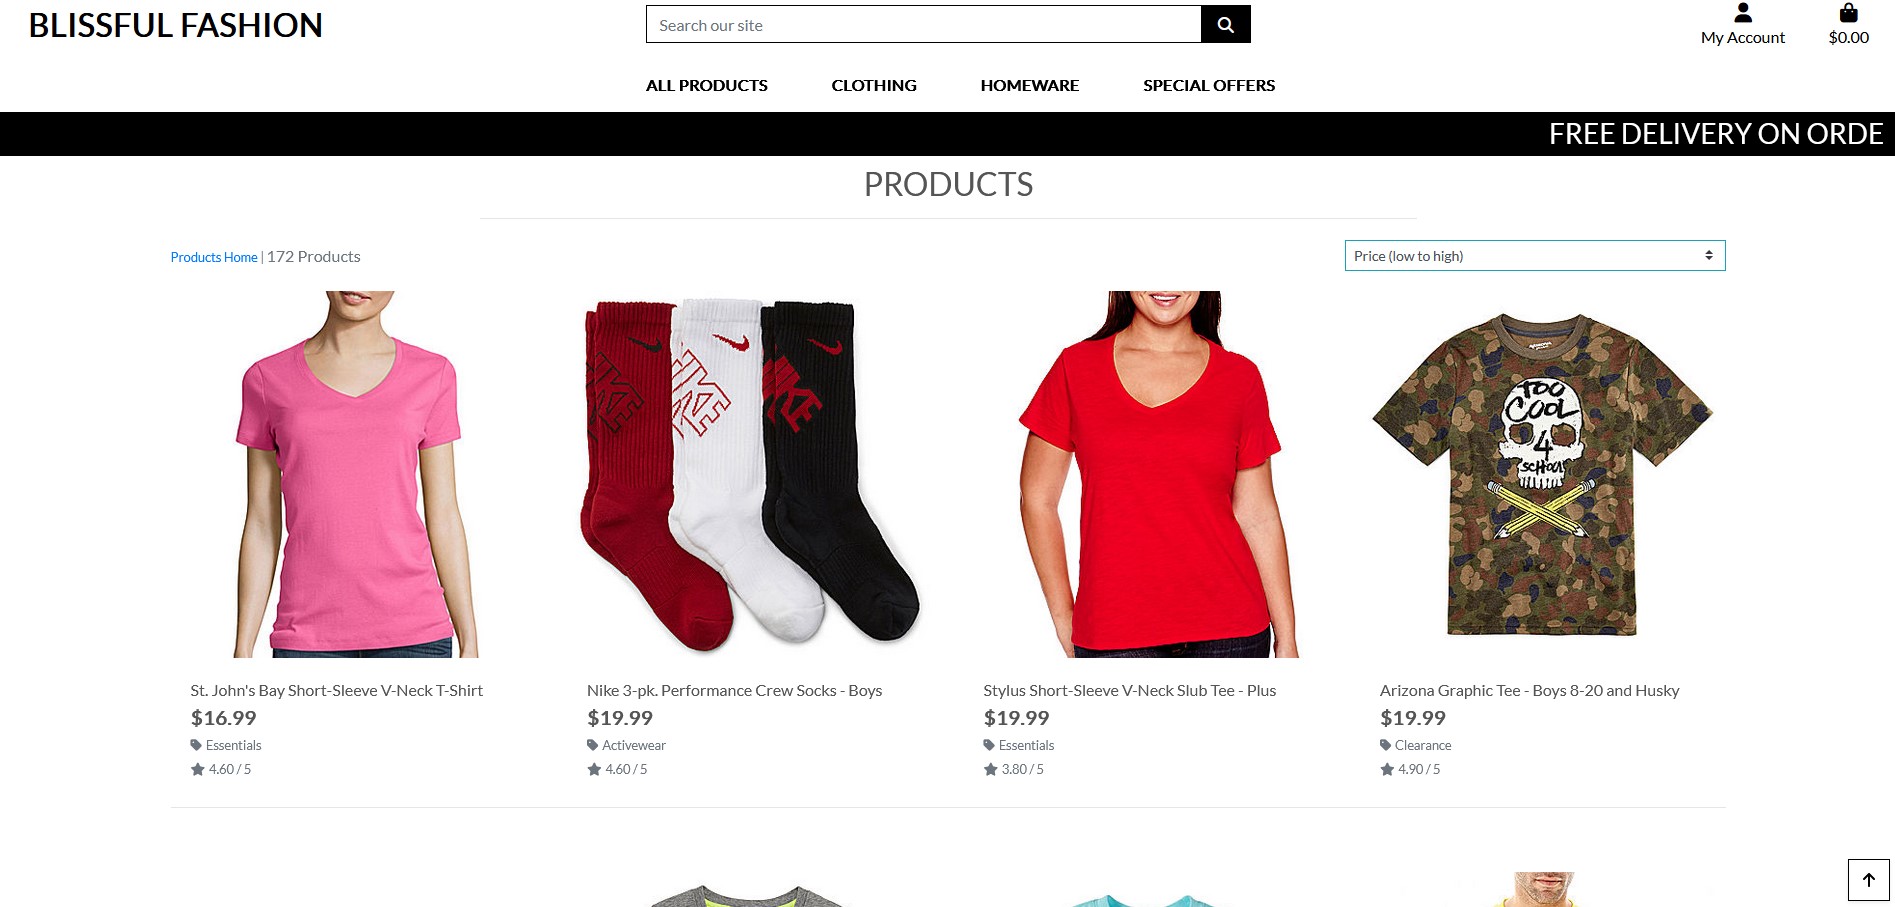 BLISSFUL FASHION
Search our site
My Account
$0.00
ALL PRODUCTS
CLOTHING
HOMEWARE
SPECIAL OFFERS
FREE DELIVERY ON ORDE
PRODUCTS
Products Home | 172 Products
Price (low to high)
TOO
COOL
4
SCHOOL
St. John's Bay Short-Sleeve V-Neck T-Shirt
$16.99
Essentials
4.60 / 5
Nike 3-pk. Performance Crew Socks - Boys
$19.99
Activewear
4.60 / 5
Stylus Short-Sleeve V-Neck Slub Tee - Plus
$19.99
Essentials
3.80 / 5
Arizona Graphic Tee - Boys 8-20 and Husky
$19.99
Clearance
4.90 / 5